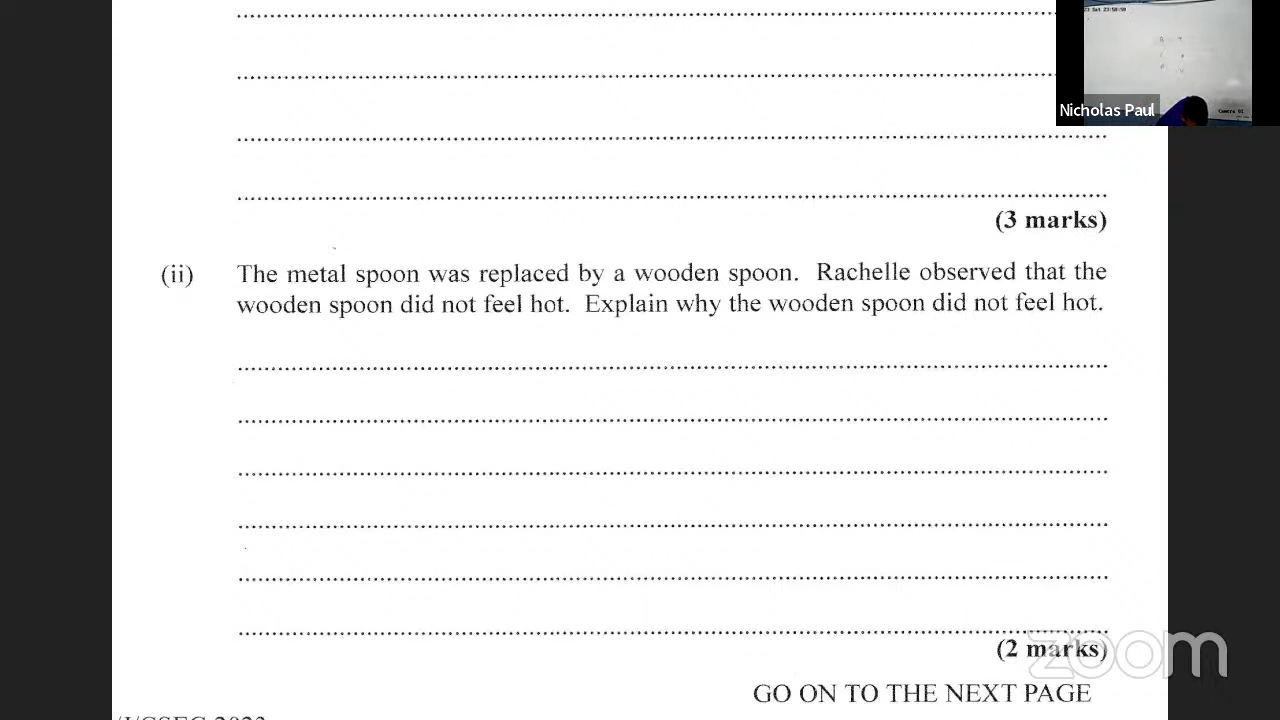 Nicholas Paul
(3 marks)
(ii) The metal spoon was replaced by a wooden spoon. Rachelle observed that the
wooden spoon did not feel hot. Explain why the wooden spoon did not feel hot.
(2 marks)
zoom
GO ON TO THE NEXT PAGE